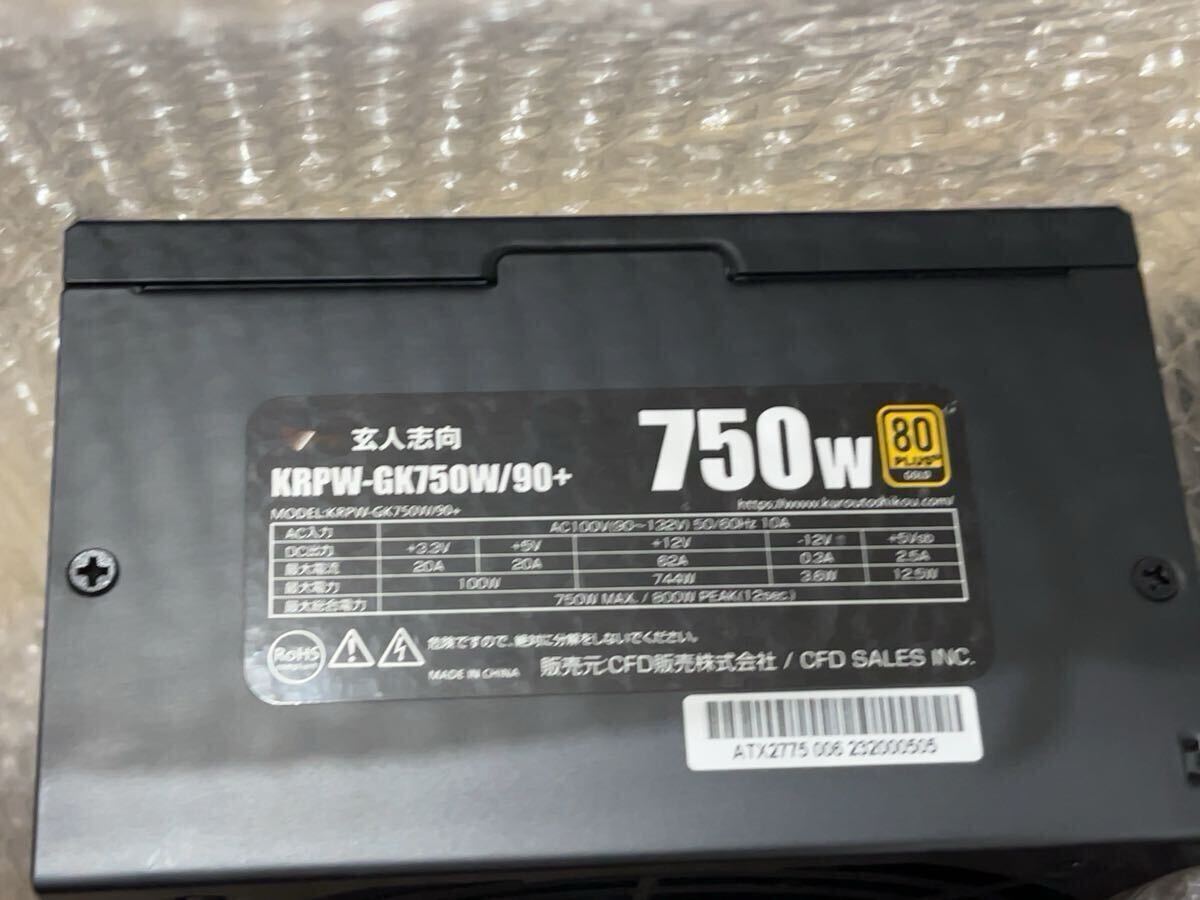 玄人志向
750W
80
PLUS
GOLD
KRPW-GK750W/90+
https://www.kuroutoshikou.com/
MODEL:KRPW-GK750W/90+
AC入力 AC100V(90~132V) 50/60Hz 10A
DC出力 +3.3V +5V +12V -12V +5Vsb
最大電流 20A 20A 62A 0.3A 2.5A
最大電力 100W 744W 3.6W 12.5W
最大総合電力 750W MAX. / 800W PEAK(12sec.)
RoHS
危険ですので、絶対に分解をしないでください。
MADE IN CHINA
販売元:CFD販売株式会社 / CFD SALES INC.
ATX2775 006 232000505